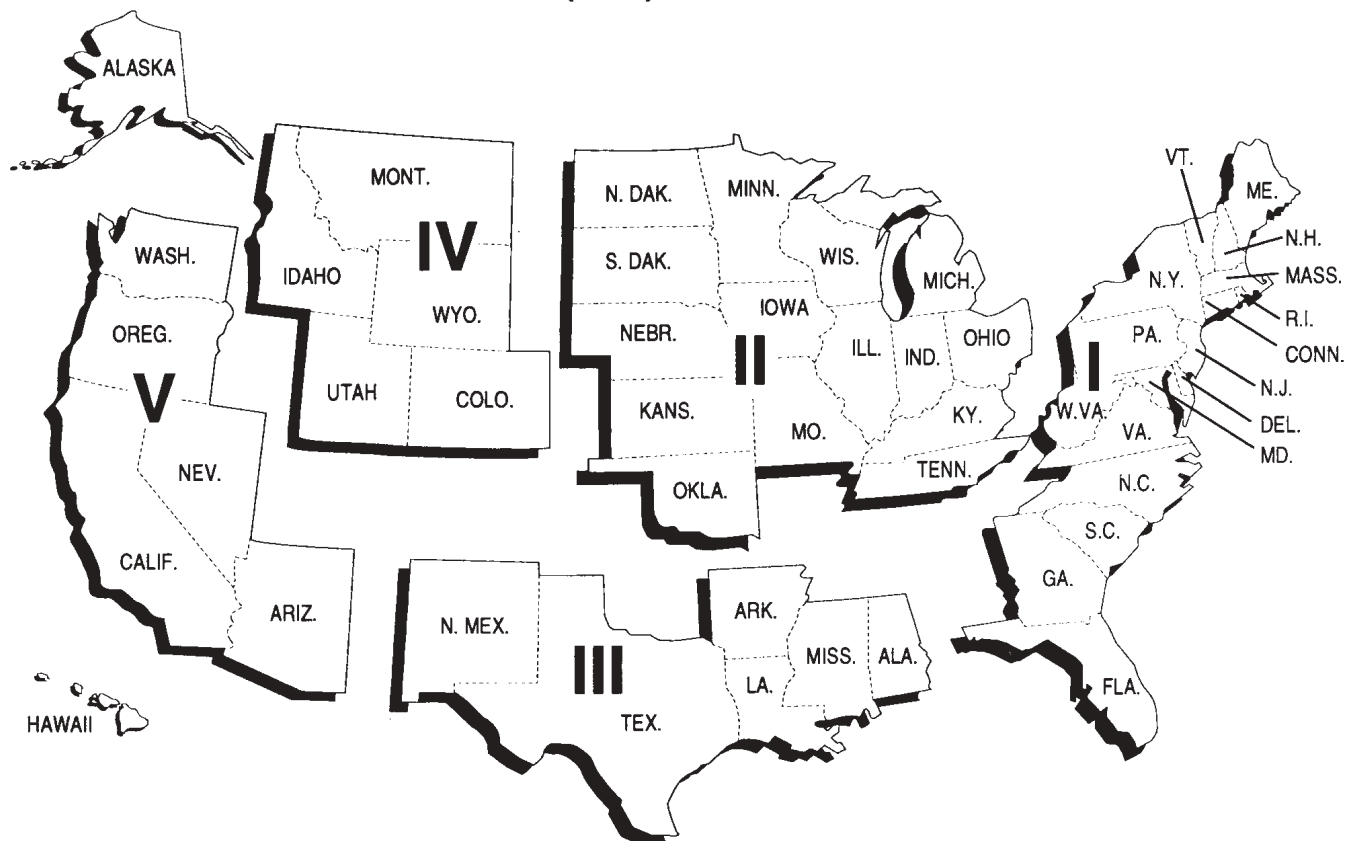 ALASKA
WASH.
OREG.
V
NEV.
CALIF.
ARIZ.
HAWAII
MONT.
IV
IDAHO
WYO.
UTAH
COLO.
N. DAK.
MINN.
S. DAK.
WIS.
MICH.
NEBR.
IOWA
II
ILL.
IND.
OHIO
KANS.
MO.
KY.
OKLA.
TENN.
N. MEX.
III
TEX.
ARK.
LA.
MISS.
ALA.
VT.
ME.
N.H.
N.Y.
MASS.
R.I.
PA.
CONN.
I
N.J.
W.VA.
DEL.
VA.
MD.
N.C.
S.C.
GA.
FLA.